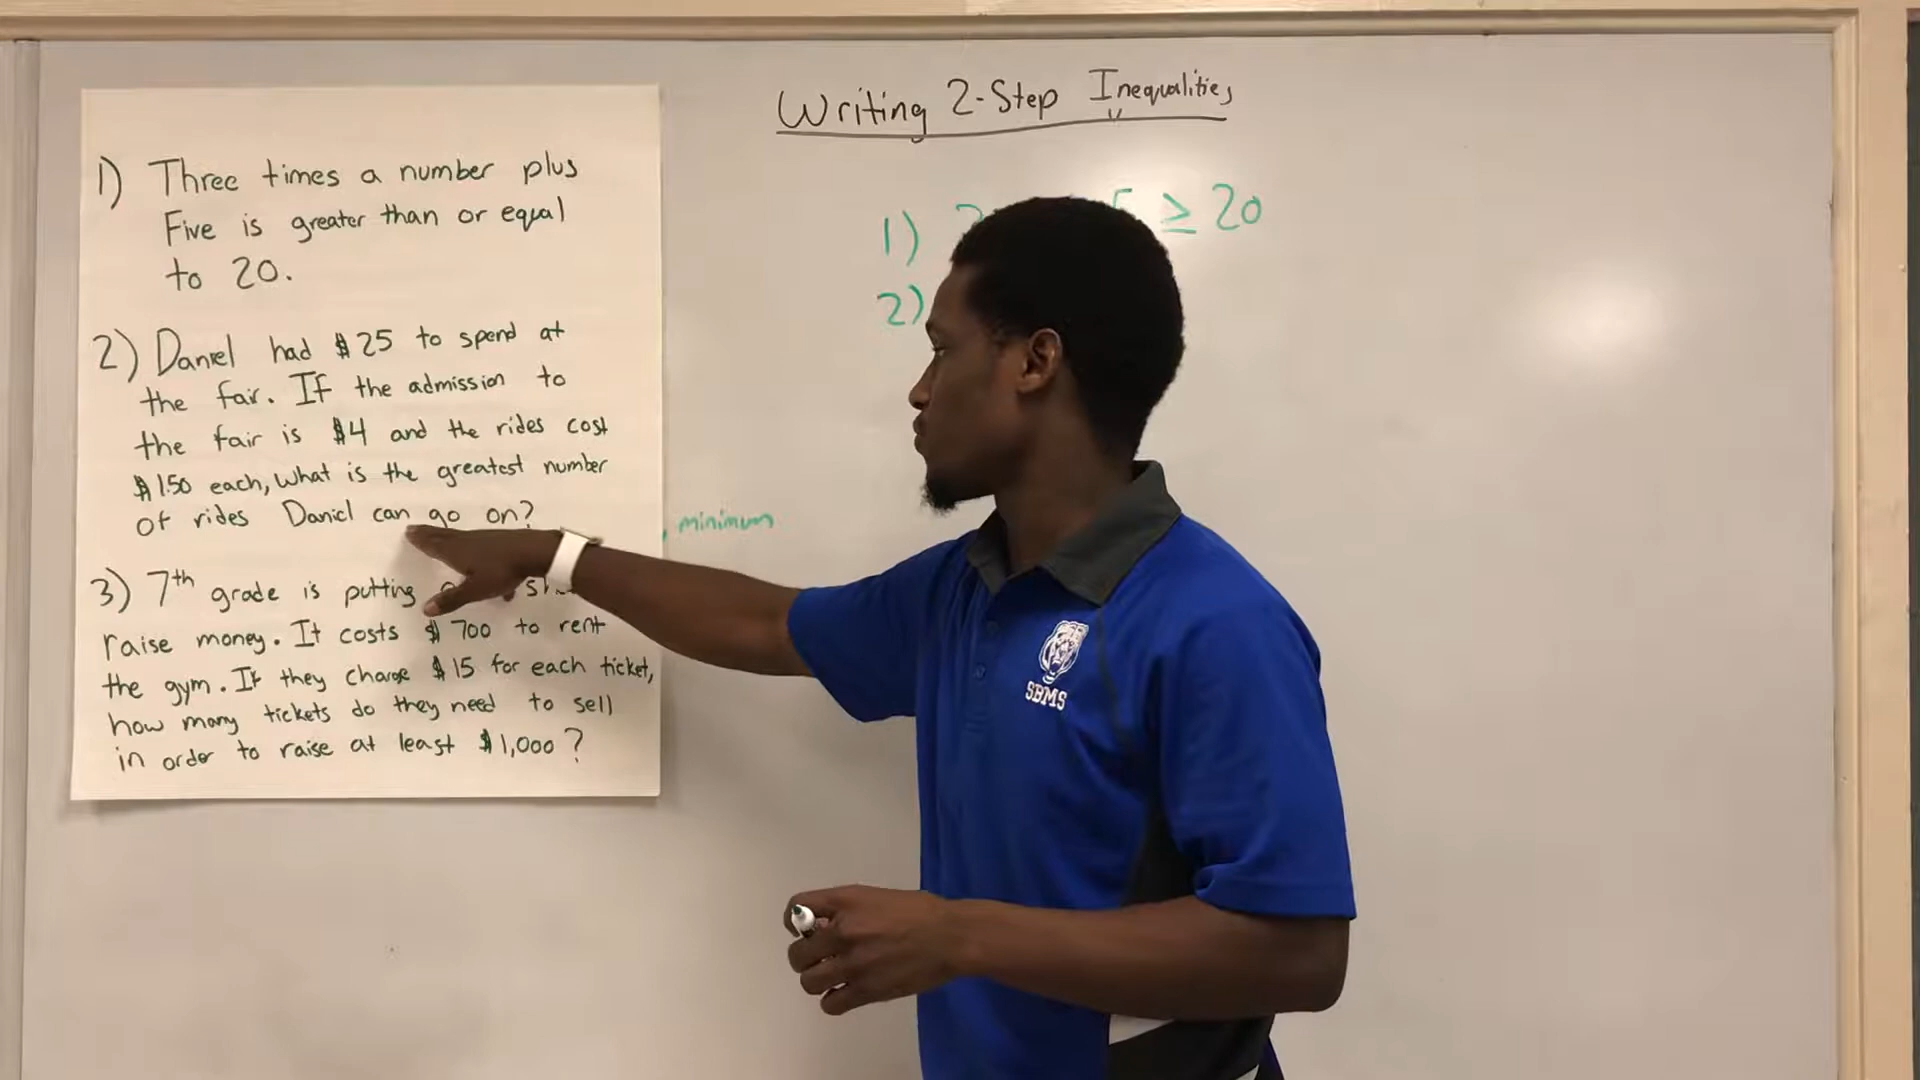 Writing 2-Step Inequalities
1) Three times a number plus
Five is greater than or equal
to 20.
2) Daniel had $25 to spend at
the fair. If the admission to
the fair is $4 and the rides cost
$1.50 each, what is the greatest number
of rides Daniel can go on?
3) 7th grade is putting
raise money. It costs $700 to rent
the gym. If they charge $15 for each ticket,
how many tickets do they need to sell
in order to raise at least $1,000?
1) ≥ 20
2)
minimum
SBMS